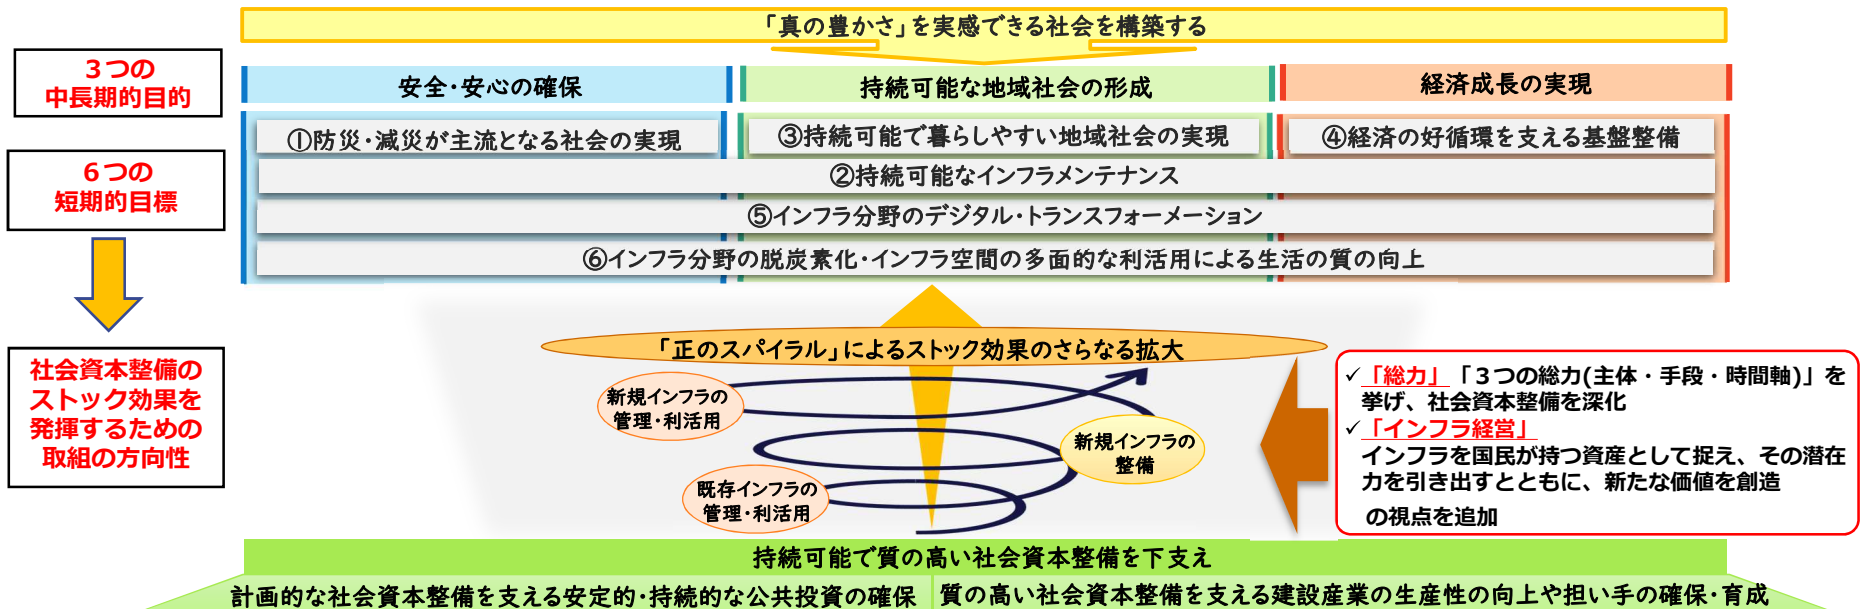 「真の豊かさ」を実感できる社会を構築する
３つの
中長期的目的
安全・安心の確保
持続可能な地域社会の形成
経済成長の実現
６つの
短期的目標
①防災・減災が主流となる社会の実現
③持続可能で暮らしやすい地域社会の実現
④経済の好循環を支える基盤整備
②持続可能なインフラメンテナンス
⑤インフラ分野のデジタル・トランスフォーメーション
⑥インフラ分野の脱炭素化・インフラ空間の多面的な利活用による生活の質の向上
社会資本整備の
ストック効果を
発揮するための
取組の方向性
「正のスパイラル」によるストック効果のさらなる拡大
新規インフラの
管理・利活用
新規インフラの
整備
既存インフラの
管理・利活用
✓「総力」「３つの総力(主体・手段・時間軸)」を
挙げ、社会資本整備を深化
✓「インフラ経営」
インフラを国民が持つ資産として捉え、その潜在
力を引き出すとともに、新たな価値を創造
の視点を追加
持続可能で質の高い社会資本整備を下支え
計画的な社会資本整備を支える安定的・持続的な公共投資の確保
質の高い社会資本整備を支える建設産業の生産性の向上や担い手の確保・育成